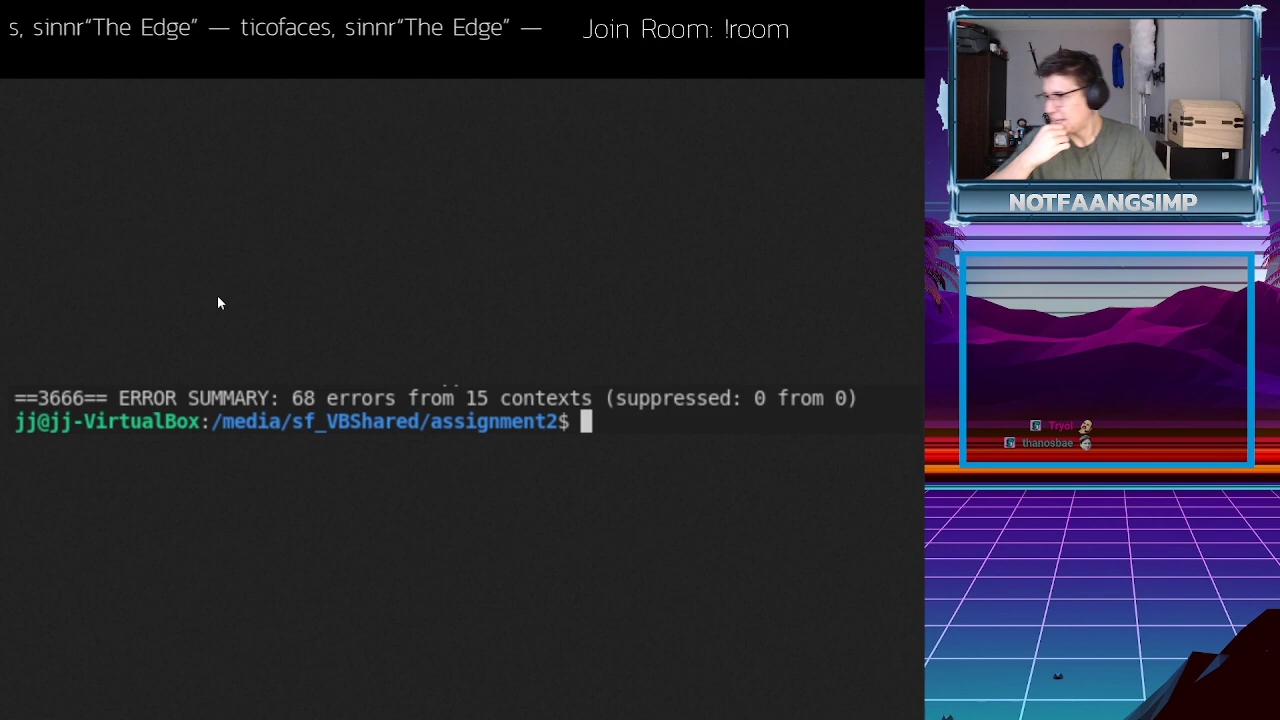 s, sinnr“The Edge” — ticofaces, sinnr“The Edge” —
Join Room: !room
NOTFAANGSIMP
==3666== ERROR SUMMARY: 68 errors from 15 contexts (suppressed: 0 from 0)
jj@jj-VirtualBox:/media/sf_VBShared/assignment2$
Tryol
thanosbae